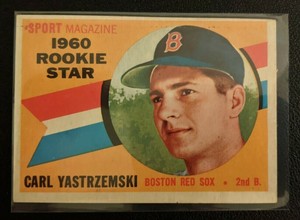 SPORT MAGAZINE
1960
ROOKIE
STAR
B
CARL YASTRZEMSKI BOSTON RED SOX • 2nd B.